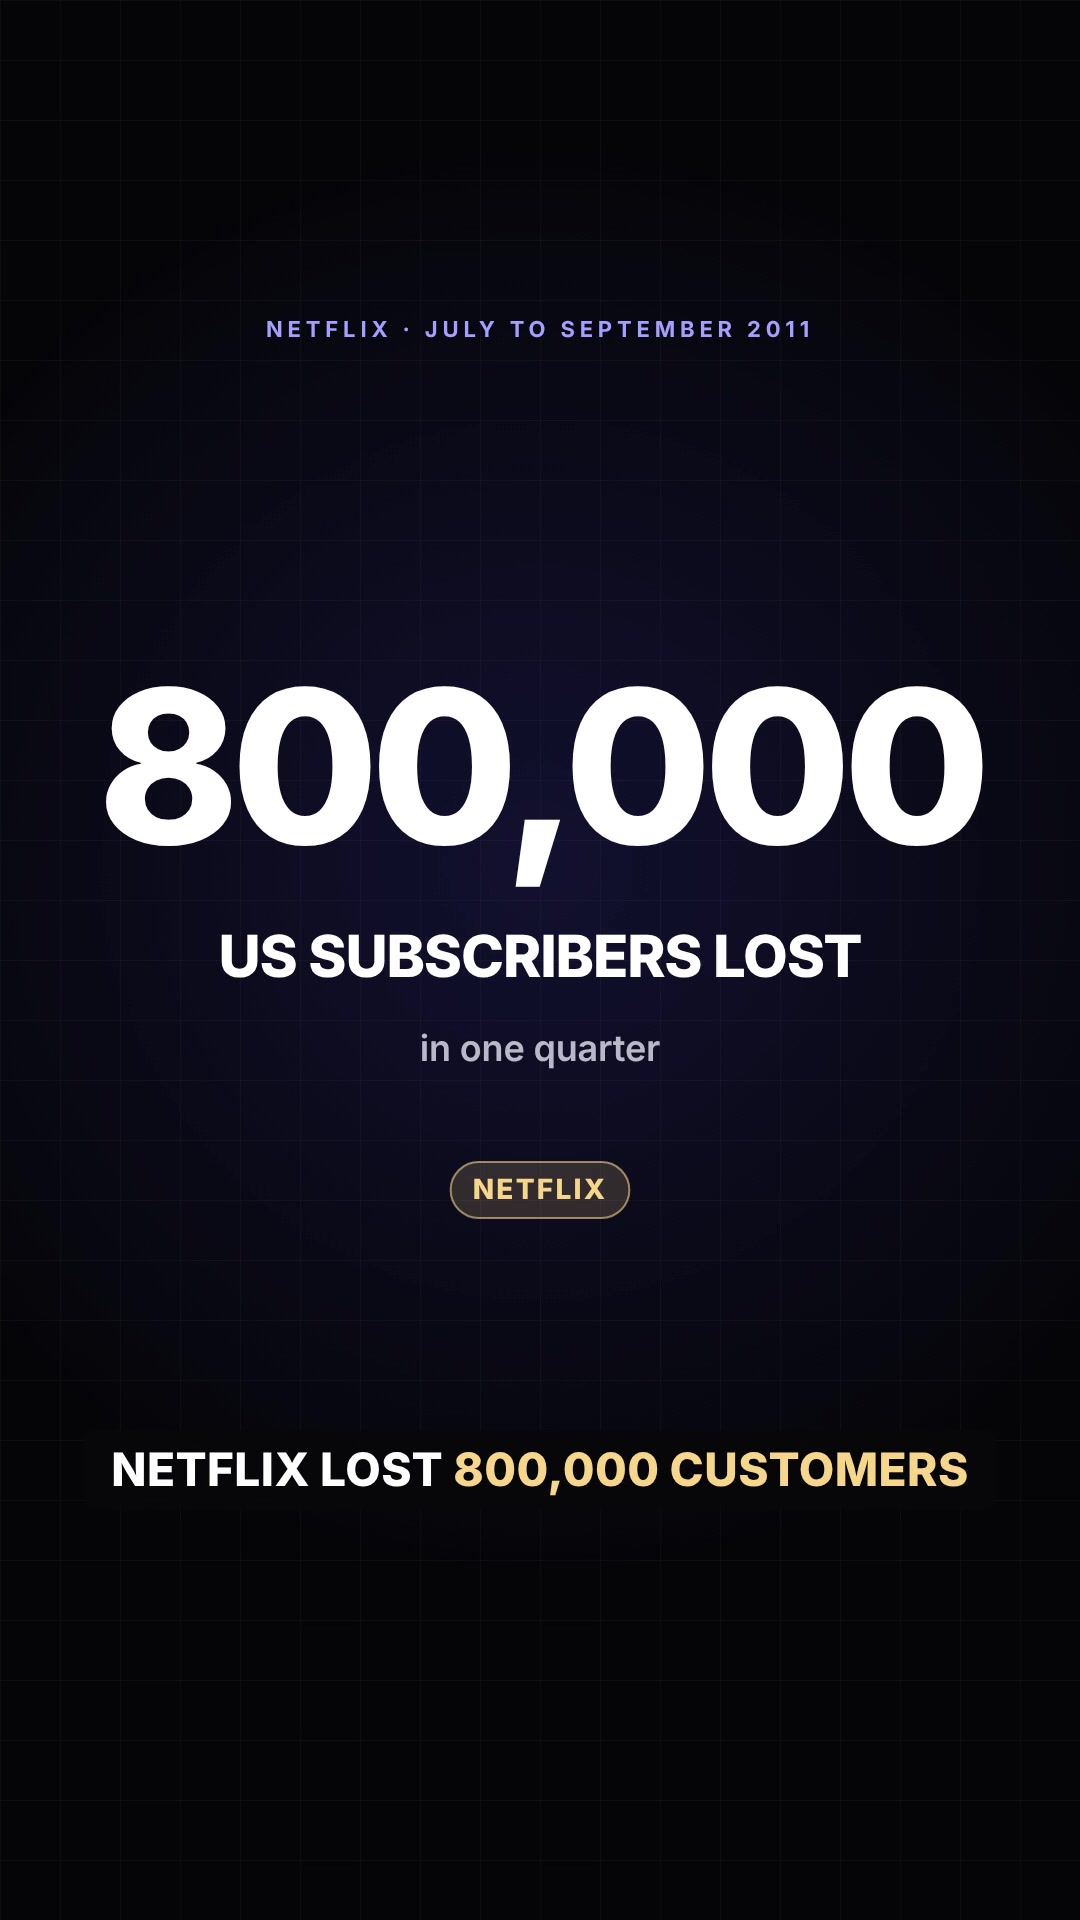 NETFLIX · JULY TO SEPTEMBER 2011
800,000
US SUBSCRIBERS LOST
in one quarter
NETFLIX
NETFLIX LOST 800,000 CUSTOMERS